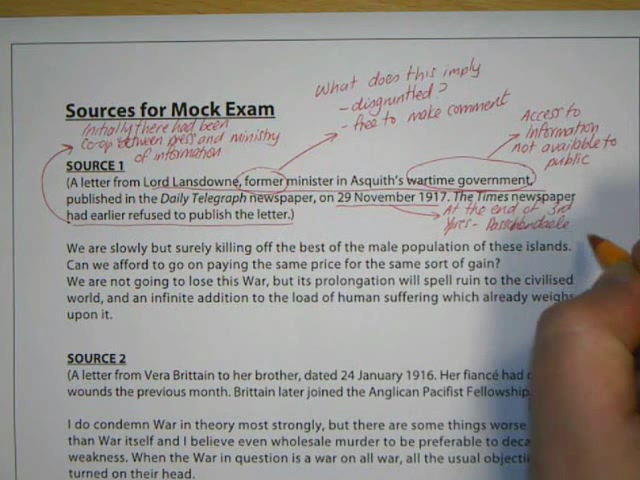 What does this imply
- disgruntled?
- free to make comment
Sources for Mock Exam
Initially there had been
co-op between press and ministry
of information
Access to
information
not available to
public
SOURCE 1
(A letter from Lord Lansdowne, former minister in Asquith's wartime government,
published in the Daily Telegraph newspaper, on 29 November 1917. The Times newspaper
had earlier refused to publish the letter.)
At the end of 3rd
Ypres - Passchendaele
We are slowly but surely killing off the best of the male population of these islands.
Can we afford to go on paying the same price for the same sort of gain?
We are not going to lose this War, but its prolongation will spell ruin to the civilised
world, and an infinite addition to the load of human suffering which already weighs
upon it.
SOURCE 2
(A letter from Vera Brittain to her brother, dated 24 January 1916. Her fiancé had
wounds the previous month. Brittain later joined the Anglican Pacifist Fellowship
I do condemn War in theory most strongly, but there are some things worse
than War itself and I believe even wholesale murder to be preferable to
weakness. When the War in question is a war on all war, all the usual
turned on their head.